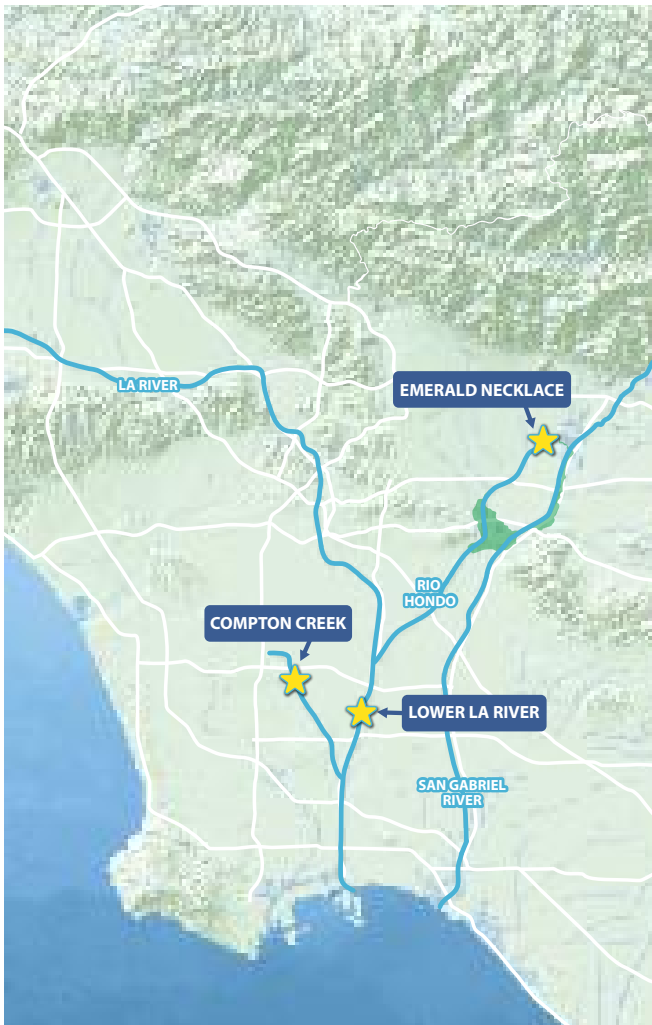 LA RIVER
EMERALD NECKLACE
RIO
HONDO
COMPTON CREEK
LOWER LA RIVER
SAN GABRIEL
RIVER